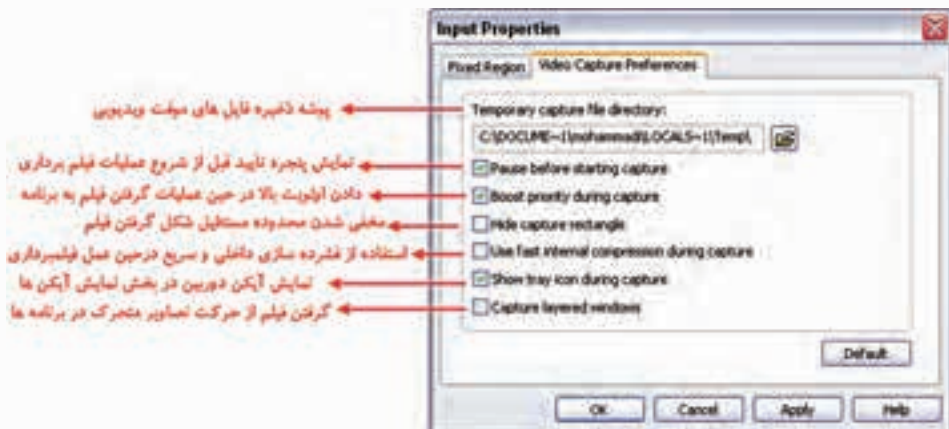 Input Properties
Fixed Region
Video Capture Preferences
Temporary capture file directory:
C:\DOCUME~1\mohammadi\LOCALS~1\Temp\
Pause before starting capture
Boost priority during capture
Hide capture rectangle
Use fast internal compression during capture
Show tray icon during capture
Capture layered windows
Default
OK
Cancel
Apply
Help
پوشه ذخیره فایل های موقت ویدیویی
نمایش پنجره تایید قبل از شروع عملیات فیلم برداری
دادن اولویت بالا در حین عملیات گرفتن فیلم به برنامه
مخفی شدن محدوده مستطیل شکل گرفتن فیلم
استفاده از فشرده سازی داخلی و سریع درحین عمل فیلمبرداری
نمایش آیکن دوربین در بخش نمایش آیکن ها
گرفتن فیلم از حرکت تصاویر متحرک در برنامه ها